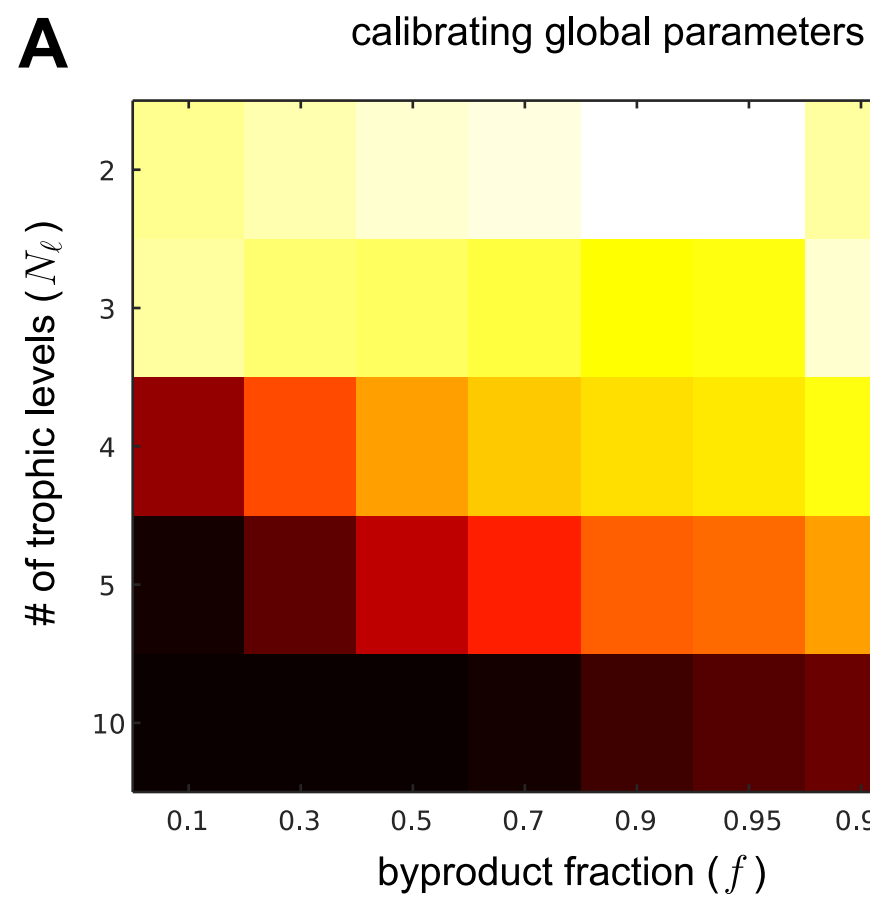 A
calibrating global parameters
# of trophic levels (Nℓ)
2
3
4
5
10
0.1 0.3 0.5 0.7 0.9 0.95
byproduct fraction (f)